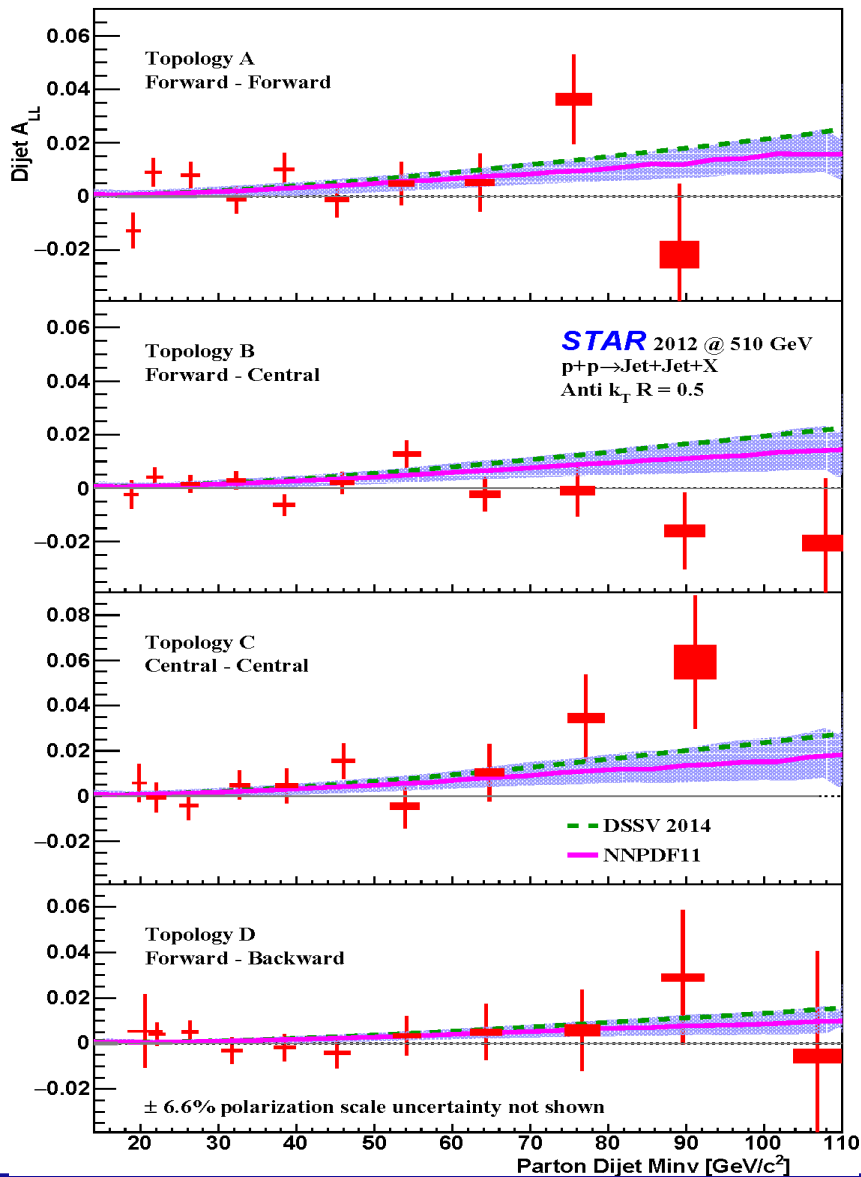 Dijet A_LL
0.06
0.04
0.02
0
−0.02
Topology A
Forward - Forward
0.06
0.04
0.02
0
−0.02
Topology B
Forward - Central
STAR 2012 @ 510 GeV
p+p→Jet+Jet+X
Anti k_T R = 0.5
0.08
0.06
0.04
0.02
0
−0.02
Topology C
Central - Central
DSSV 2014
NNPDF11
0.06
0.04
0.02
0
−0.02
Topology D
Forward - Backward
± 6.6% polarization scale uncertainty not shown
20 30 40 50 60 70 80 90 100 110
Parton Dijet Minv [GeV/c²]